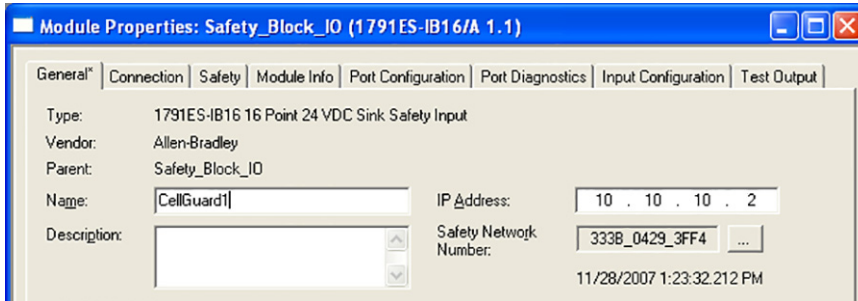 Module Properties: Safety_Block_IO (1791ES-IB16/A 1.1)
General* Connection Safety Module Info Port Configuration Port Diagnostics Input Configuration Test Output
Type: 1791ES-IB16 16 Point 24 VDC Sink Safety Input
Vendor: Allen-Bradley
Parent: Safety_Block_IO
Name: CellGuard1 IP Address: 10 . 10 . 10 . 2
Description: Safety Network Number: 333B_0429_3FF4 ...
11/28/2007 1:23:32.212 PM